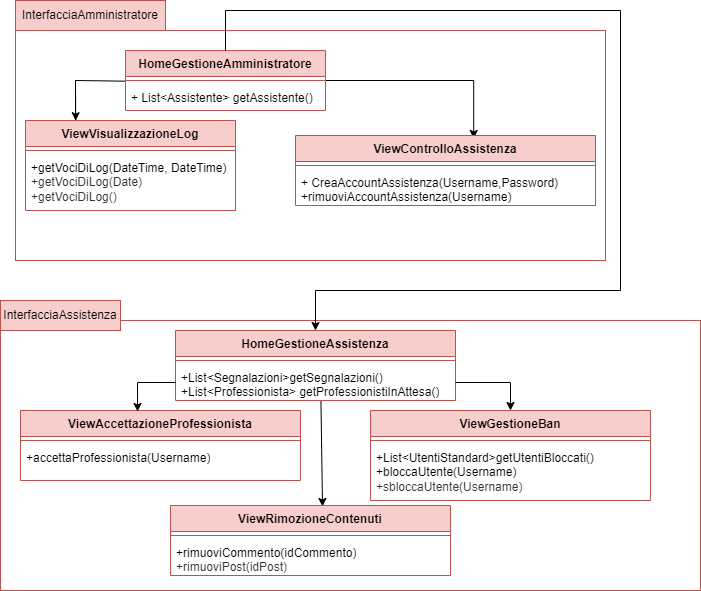 InterfacciaAmministratore
HomeGestioneAmministratore
+ List<Assistente> getAssistente()
ViewVisualizzazioneLog
+getVociDiLog(DateTime, DateTime)
+getVociDiLog(Date)
+getVociDiLog()
ViewControlloAssistenza
+ CreaAccountAssistenza(Username,Password)
+rimuoviAccountAssistenza(Username)
InterfacciaAssistenza
HomeGestioneAssistenza
+List<Segnalazioni>getSegnalazioni()
+List<Professionista> getProfessionistiInAttesa()
ViewAccettazioneProfessionista
+accettaProfessionista(Username)
ViewGestioneBan
+List<UtentiStandard>getUtentiBloccati()
+bloccaUtente(Username)
+sbloccaUtente(Username)
ViewRimozioneContenuti
+rimuoviCommento(idCommento)
+rimuoviPost(idPost)